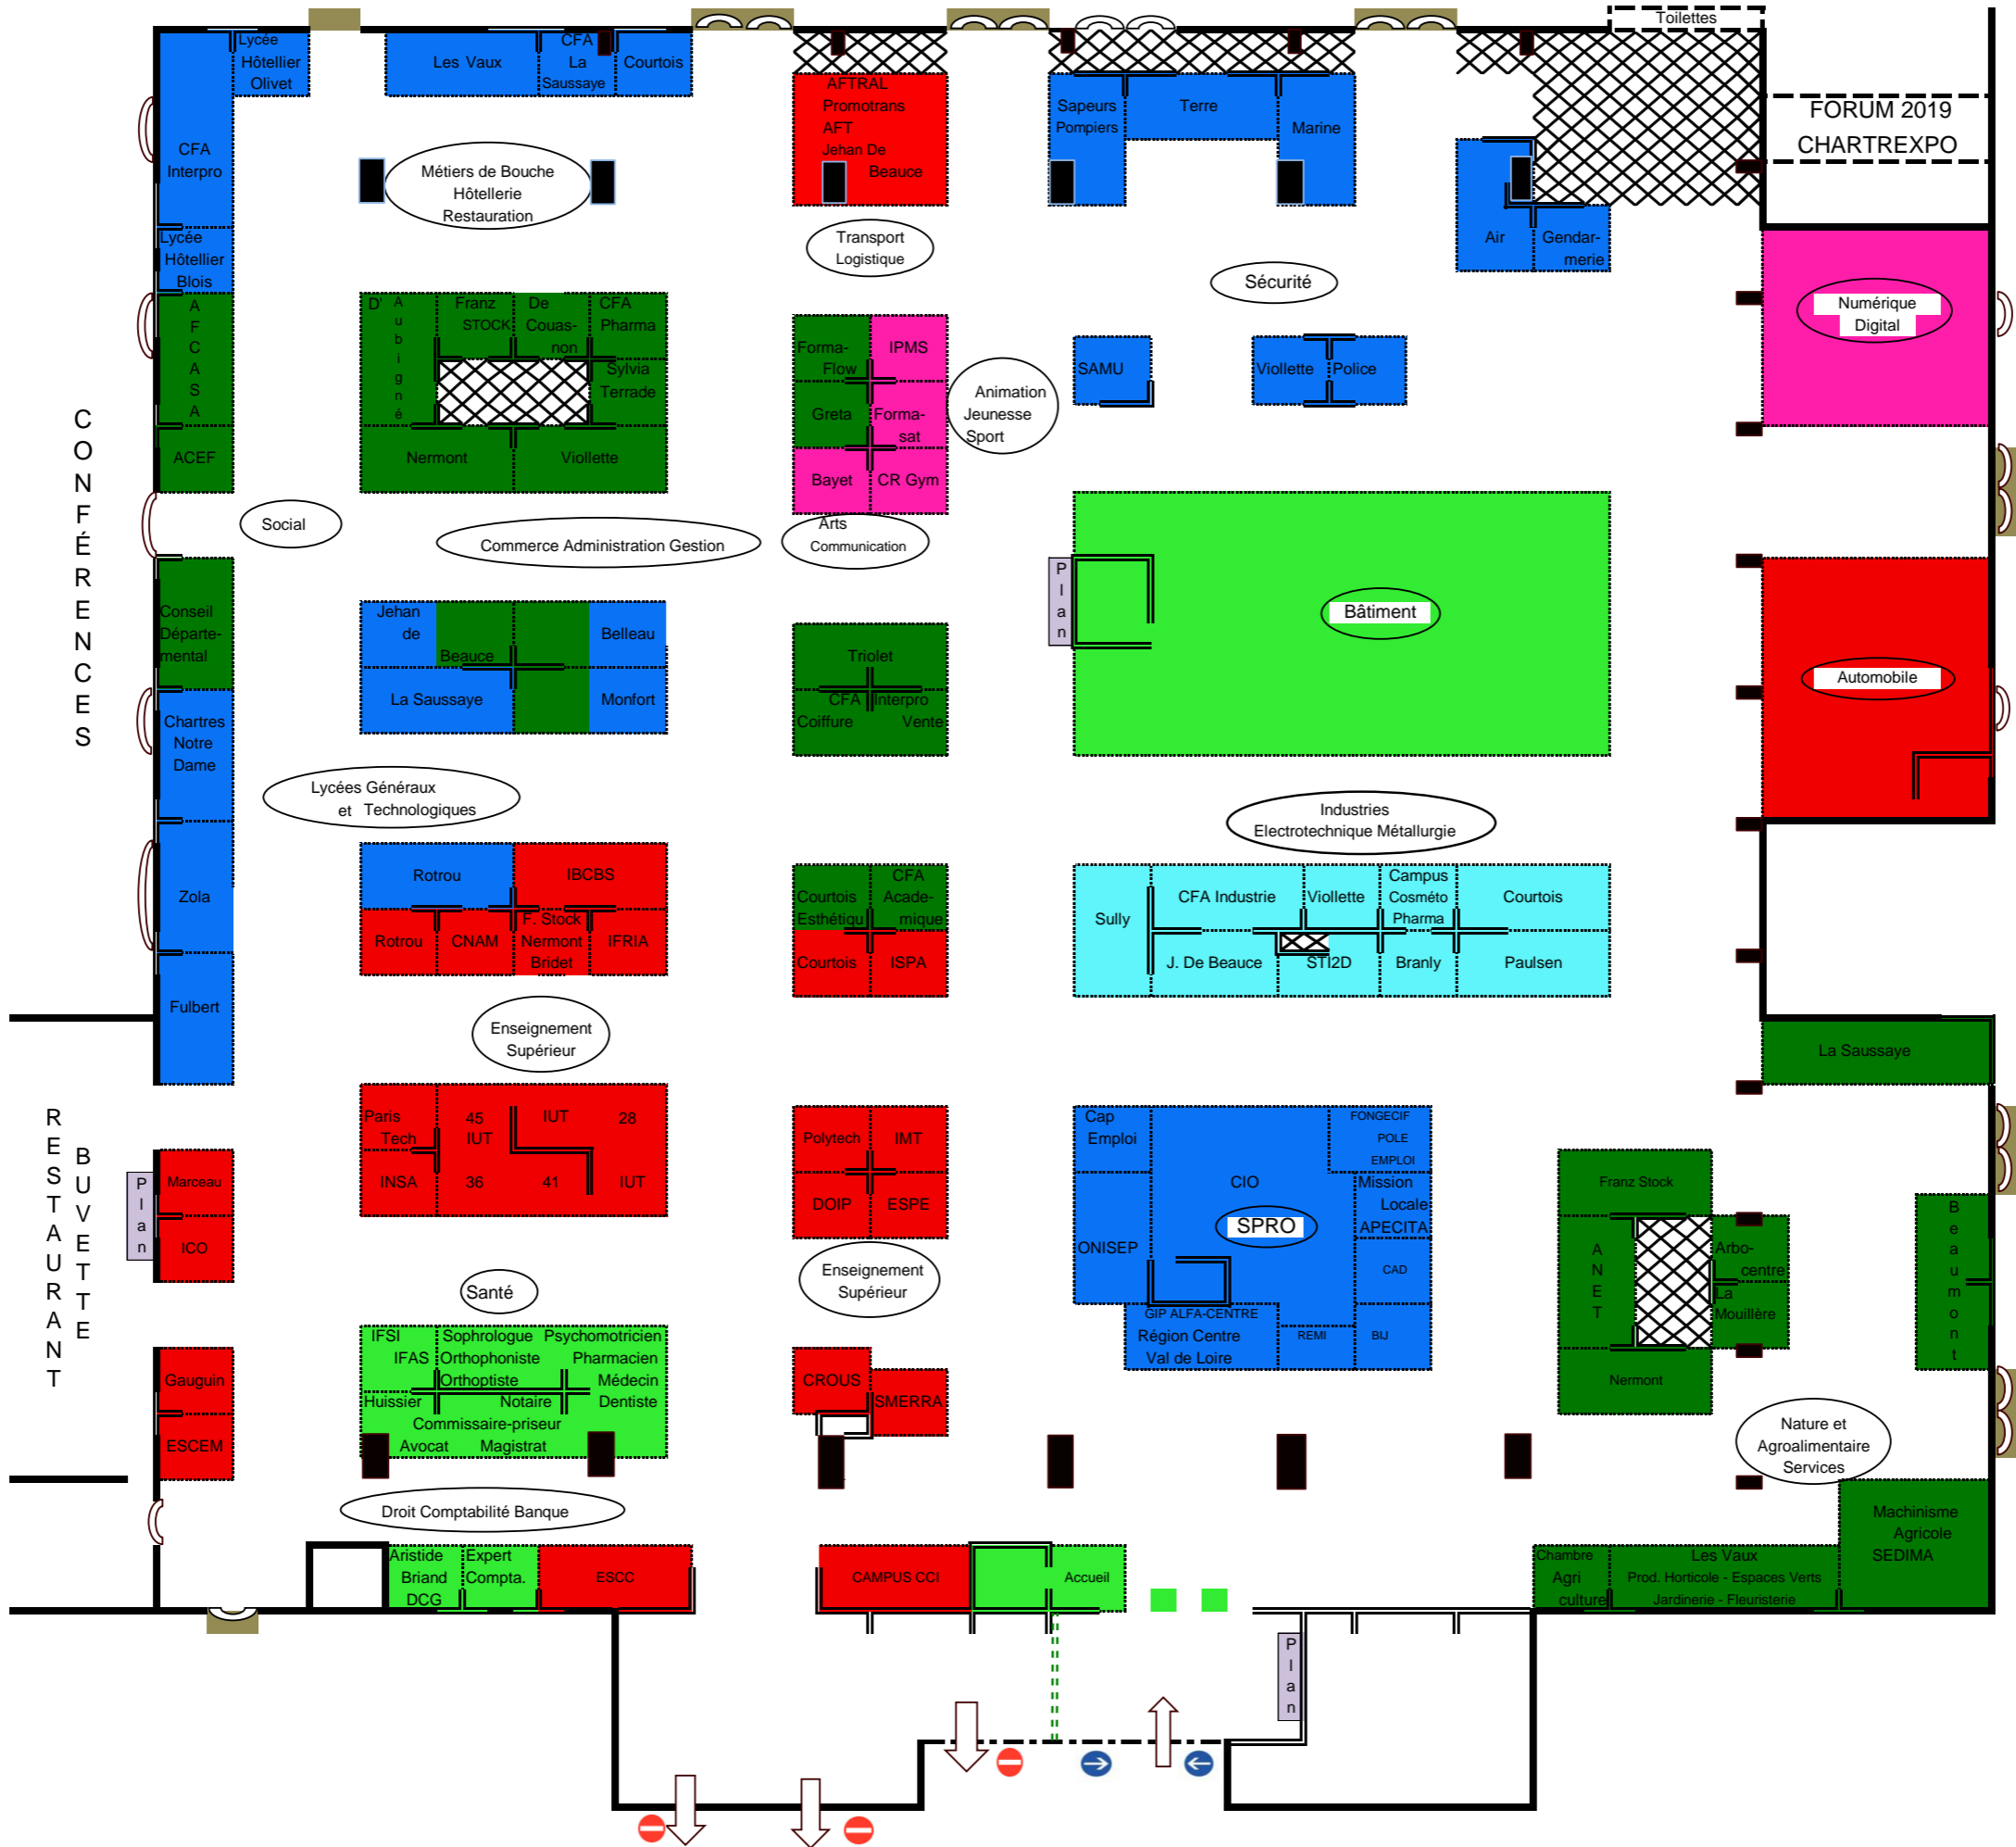 Toilettes
FORUM 2019
CHARTREXPO
Lycée
Hôtellier
Olivet
Les Vaux
CFA
La
Saussaye
Courtois
AFTRAL
Promotrans
AFT
Jehan De
Beauce
Sapeurs
Pompiers
Terre
Marine
CFA
Interpro
Métiers de Bouche
Hôtellerie
Restauration
Transport
Logistique
Air
Gendar-
merie
Lycée
Hôtellier
Blois
Sécurité
Numérique
Digital
A
F
C
A
S
A
ACEF
D' A
u
b
i
g
n
é
Franz
STOCK
De
Couas-
non
CFA
Pharma
Sylvia
Terrade
Nermont
Viollette
Forma-
Flow
IPMS
Greta
Forma-
sat
Bayet
CR Gym
Animation
Jeunesse
Sport
SAMU
Viollette
Police
C
O
N
F
É
R
E
N
C
E
S
Social
Commerce Administration Gestion
Arts
Communication
P
l
a
n
Bâtiment
Conseil
Départe-
mental
Jehan
de
Beauce
Belleau
La Saussaye
Monfort
Triolet
CFA Interpro
Coiffure Vente
Automobile
Chartres
Notre
Dame
Lycées Généraux
et Technologiques
Industries
Electrotechnique Métallurgie
Zola
Fulbert
Rotrou
IBCBS
Rotrou
CNAM
F. Stock
Nermont
Bridet
IFRIA
Courtois
Esthétiqu
CFA
Acade-
mique
Courtois
ISPA
Sully
CFA Industrie
Viollette
Campus
Cosméto
Pharma
Courtois
J. De Beauce
STI2D
Branly
Paulsen
Enseignement
Supérieur
La Saussaye
R
E
S
T
A
U
R
A
N
T
B
U
V
E
T
T
E
P
l
a
n
Marceau
ICO
Paris
Tech
45
IUT
IUT
28
INSA
36
41
IUT
Polytech
IMT
DOIP
ESPE
Cap
Emploi
FONGECIF
POLE
EMPLOI
CIO
Mission
Locale
APECITA
SPRO
ONISEP
CAD
GIP ALFA-CENTRE
Région Centre
Val de Loire
REMI
BIJ
Franz Stock
A
N
E
T
Arbo-
centre
La
Mouillère
Nermont
B
e
a
u
m
o
n
t
Santé
Enseignement
Supérieur
Gauguin
ESCEM
IFSI
IFAS
Sophrologue Psychomotricien
Orthophoniste Pharmacien
Orthoptiste Médecin
Huissier Notaire Dentiste
Commissaire-priseur
Avocat Magistrat
CROUS
SMERRA
Nature et
Agroalimentaire
Services
Droit Comptabilité Banque
Aristide
Briand
DCG
Expert
Compta.
ESCC
CAMPUS CCI
Accueil
Chambre
Agri
culture
Les Vaux
Prod. Horticole - Espaces Verts
Jardinerie - Fleuristerie
Machinisme
Agricole
SEDIMA
P
l
a
n